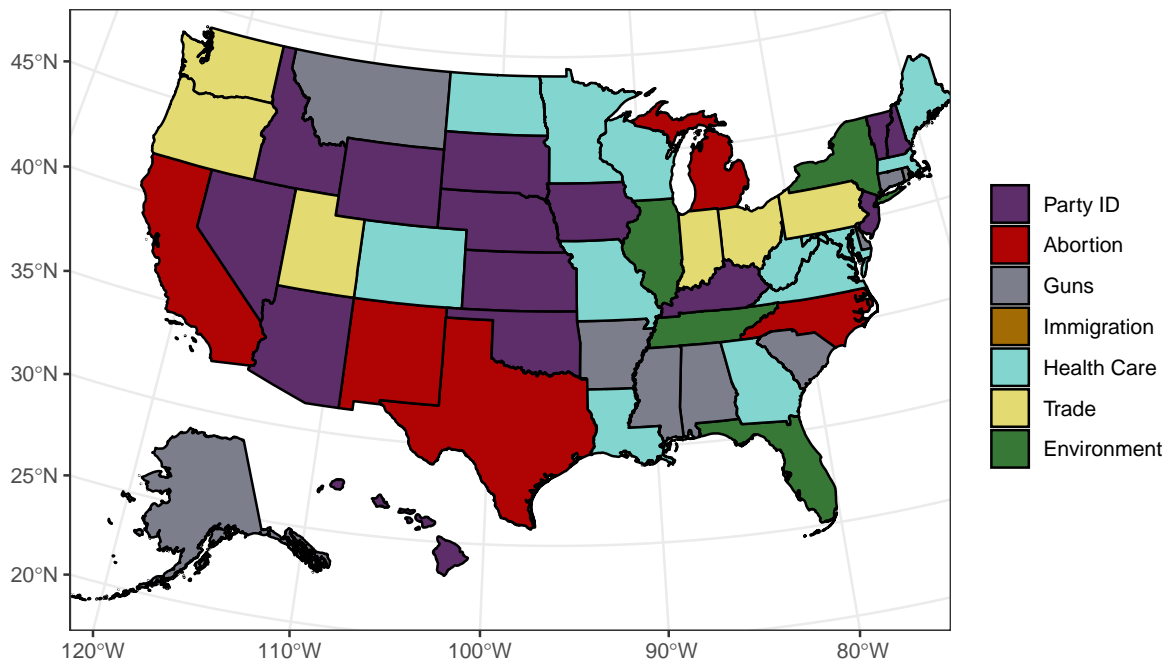 45°N
40°N
35°N
30°N
25°N
20°N
120°W 110°W 100°W 90°W 80°W
Party ID
Abortion
Guns
Immigration
Health Care
Trade
Environment